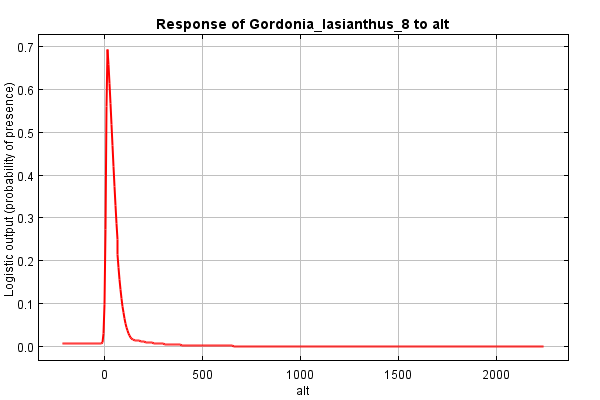 Response of Gordonia_lasianthus_8 to alt
Logistic output (probability of presence)
0.7
0.6
0.5
0.4
0.3
0.2
0.1
0.0
0 500 1000 1500 2000
alt